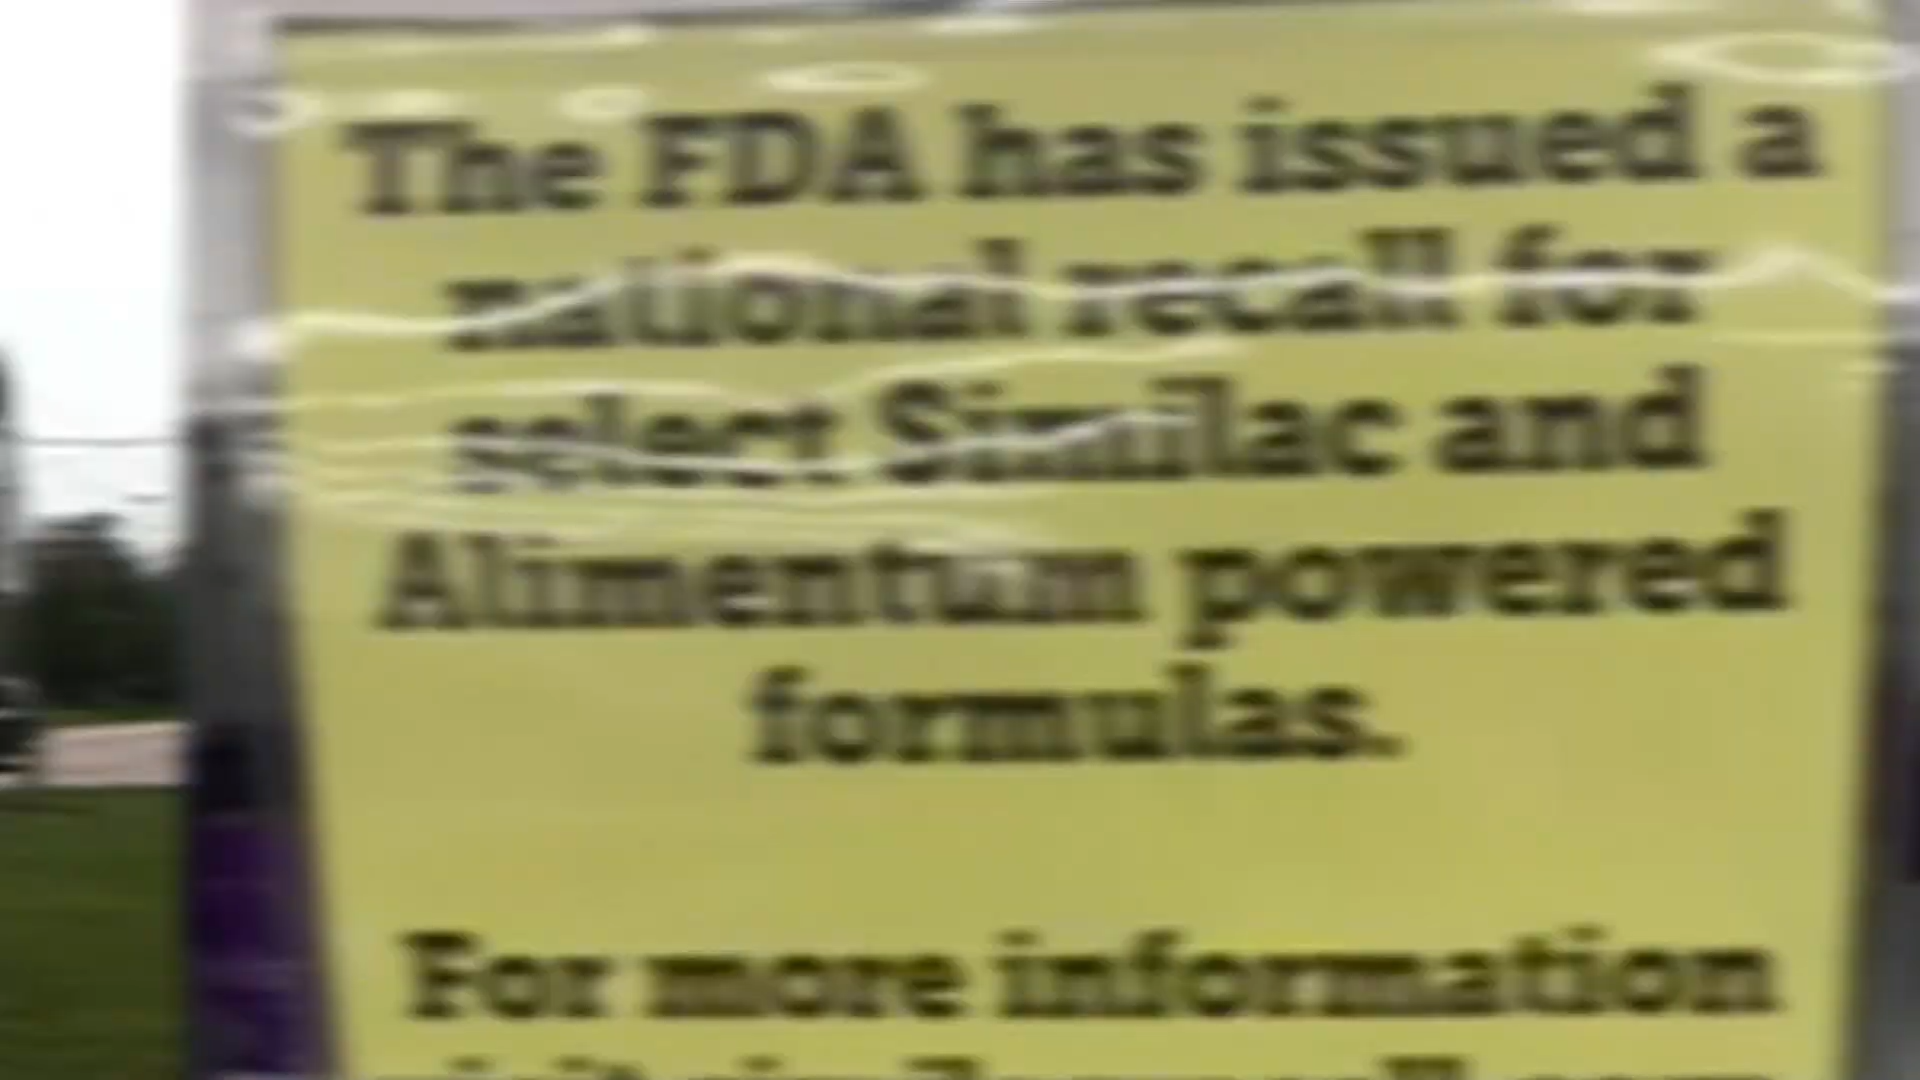 The FDA has issued a
national recall for
select Similac and
Alimentum powered
formulas.
For more information